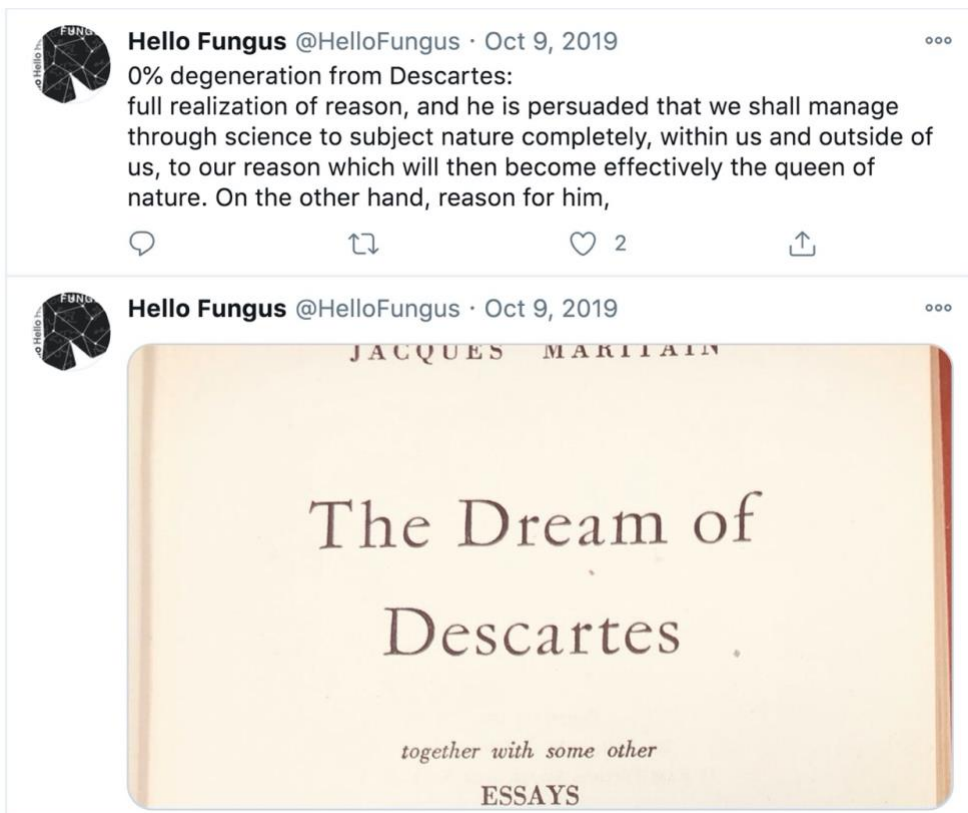 FUNG
Hello Fungus @HelloFungus · Oct 9, 2019
0% degeneration from Descartes:
full realization of reason, and he is persuaded that we shall manage
through science to subject nature completely, within us and outside of
us, to our reason which will then become effectively the queen of
nature. On the other hand, reason for him,
2
FUNG
Hello Fungus @HelloFungus · Oct 9, 2019
JACQUES MARITAIN
The Dream of
Descartes
together with some other
ESSAYS